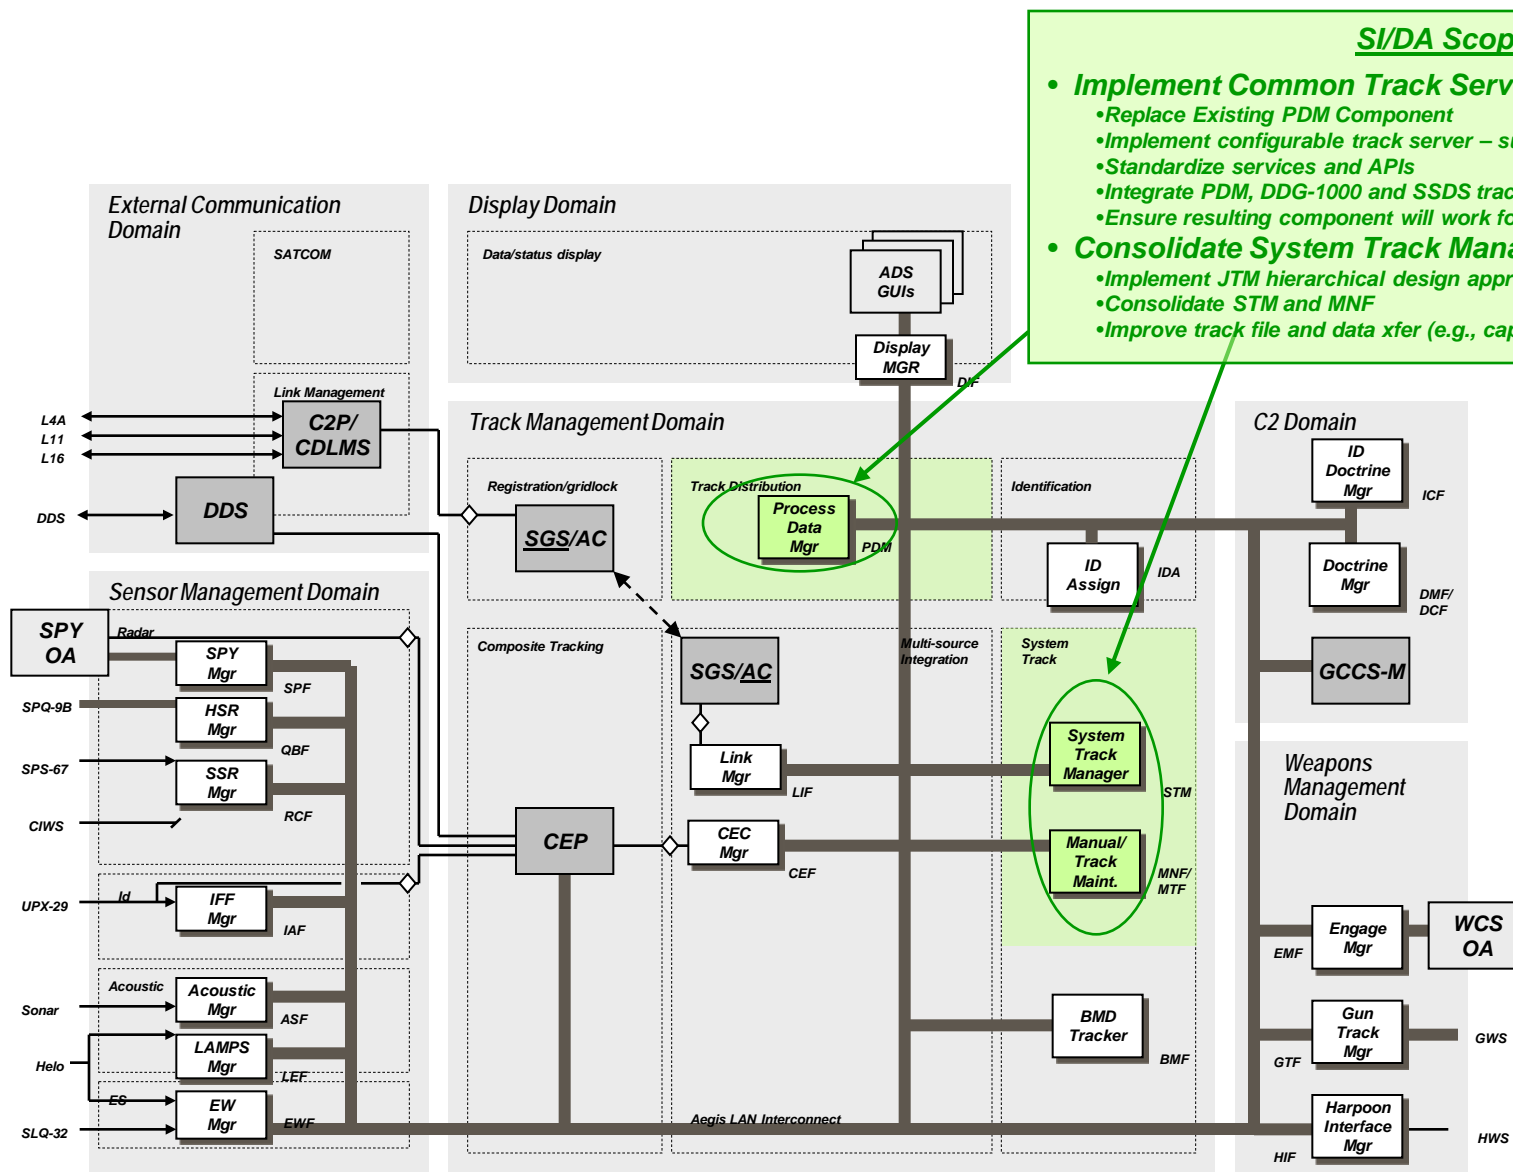 SI/DA Scop
• Implement Common Track Serv
•Replace Existing PDM Component
•Implement configurable track server – s
•Standardize services and APIs
•Integrate PDM, DDG-1000 and SSDS trac
•Ensure resulting component will work fo
• Consolidate System Track Mana
•Implement JTM hierarchical design appr
•Consolidate STM and MNF
•Improve track file and data xfer (e.g., cap
External Communication
Domain
SATCOM
Link Management
C2P/
CDLMS
L4A
L11
L16
DDS
DDS
Display Domain
Data/status display
ADS
GUIs
Display
MGR
DIF
Track Management Domain
Registration/gridlock
SGS/AC
Track Distribution
Process
Data
Mgr
PDM
Identification
ID
Assign
IDA
C2 Domain
ID
Doctrine
Mgr
ICF
Doctrine
Mgr
DMF/
DCF
GCCS-M
Sensor Management Domain
SPY
OA
Radar
SPY
Mgr
SPF
SPQ-9B
HSR
Mgr
QBF
SPS-67
SSR
Mgr
RCF
CIWS
UPX-29
Id
IFF
Mgr
IAF
Acoustic
Acoustic
Mgr
ASF
Sonar
LAMPS
Mgr
LEF
Helo
ES
EW
Mgr
EWF
SLQ-32
Composite Tracking
CEP
Multi-source
Integration
SGS/AC
Link
Mgr
LIF
CEC
Mgr
CEF
System
Track
System
Track
Manager
STM
Manual/
Track
Maint.
MNF/
MTF
BMD
Tracker
BMF
Aegis LAN Interconnect
Weapons
Management
Domain
Engage
Mgr
EMF
WCS
OA
Gun
Track
Mgr
GTF
GWS
Harpoon
Interface
Mgr
HIF
HWS